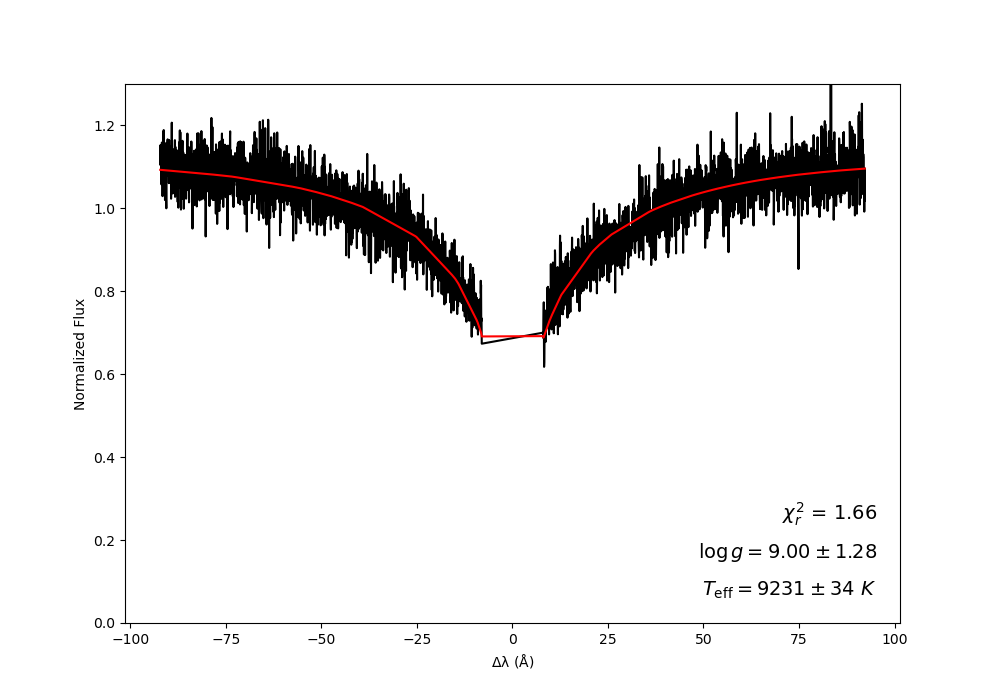 1.2
1.0
0.8
0.6
0.4
0.2
0.0
Normalized Flux
χ²ᵣ = 1.66
log g = 9.00 ± 1.28
T_eff = 9231 ± 34 K
−100 −75 −50 −25 0 25 50 75 100
Δλ (Å)